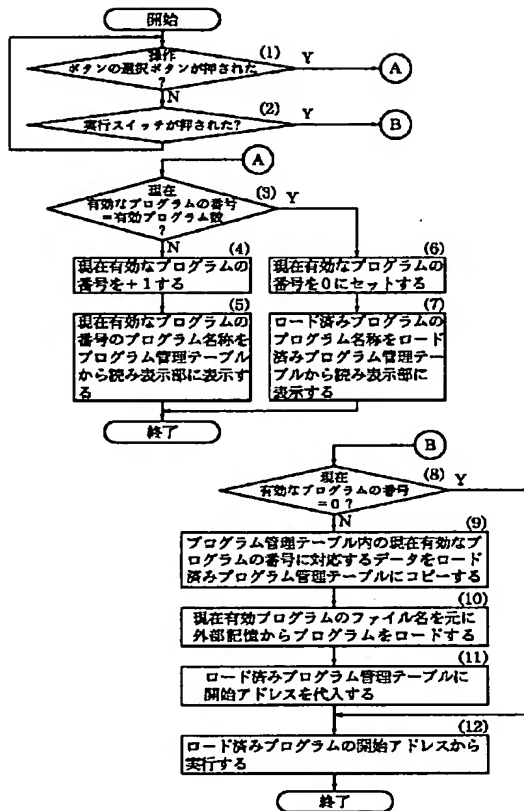 開始
(1)
操作
ボタンの選択ボタンが押された
?
Y
A
N
(2)
実行スイッチが押された?
Y
B
A
(3)
現在
有効なプログラムの番号
=有効プログラム数
?
Y
N
(4)
現在有効なプログラムの
番号を+1する
(5)
現在有効なプログラムの
番号のプログラム名称を
プログラム管理テーブル
から読み表示部に表示す
る
(6)
現在有効なプログラムの
番号を0にセットする
(7)
ロード済みプログラムの
プログラム名称をロード
済みプログラム管理テー
ブルから読み表示部に
表示する
終了
B
(8)
現在
有効なプログラムの番号
=0?
Y
N
(9)
プログラム管理テーブル内の現在有効なプ
ログラムの番号に対応するデータをロード
済みプログラム管理テーブルにコピーする
(10)
現在有効プログラムのファイル名を元に
外部記憶からプログラムをロードする
(11)
ロード済みプログラム管理テーブルに
開始アドレスを代入する
(12)
ロード済みプログラムの開始アドレスから
実行する
終了